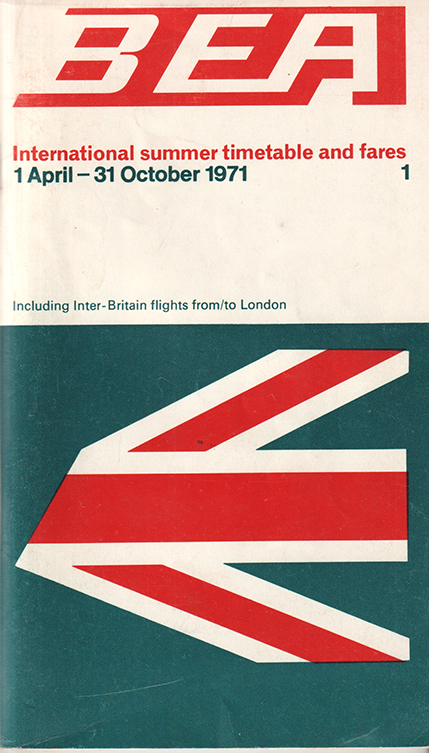 BEA
International summer timetable and fares
1 April – 31 October 1971 1
Including Inter-Britain flights from/to London